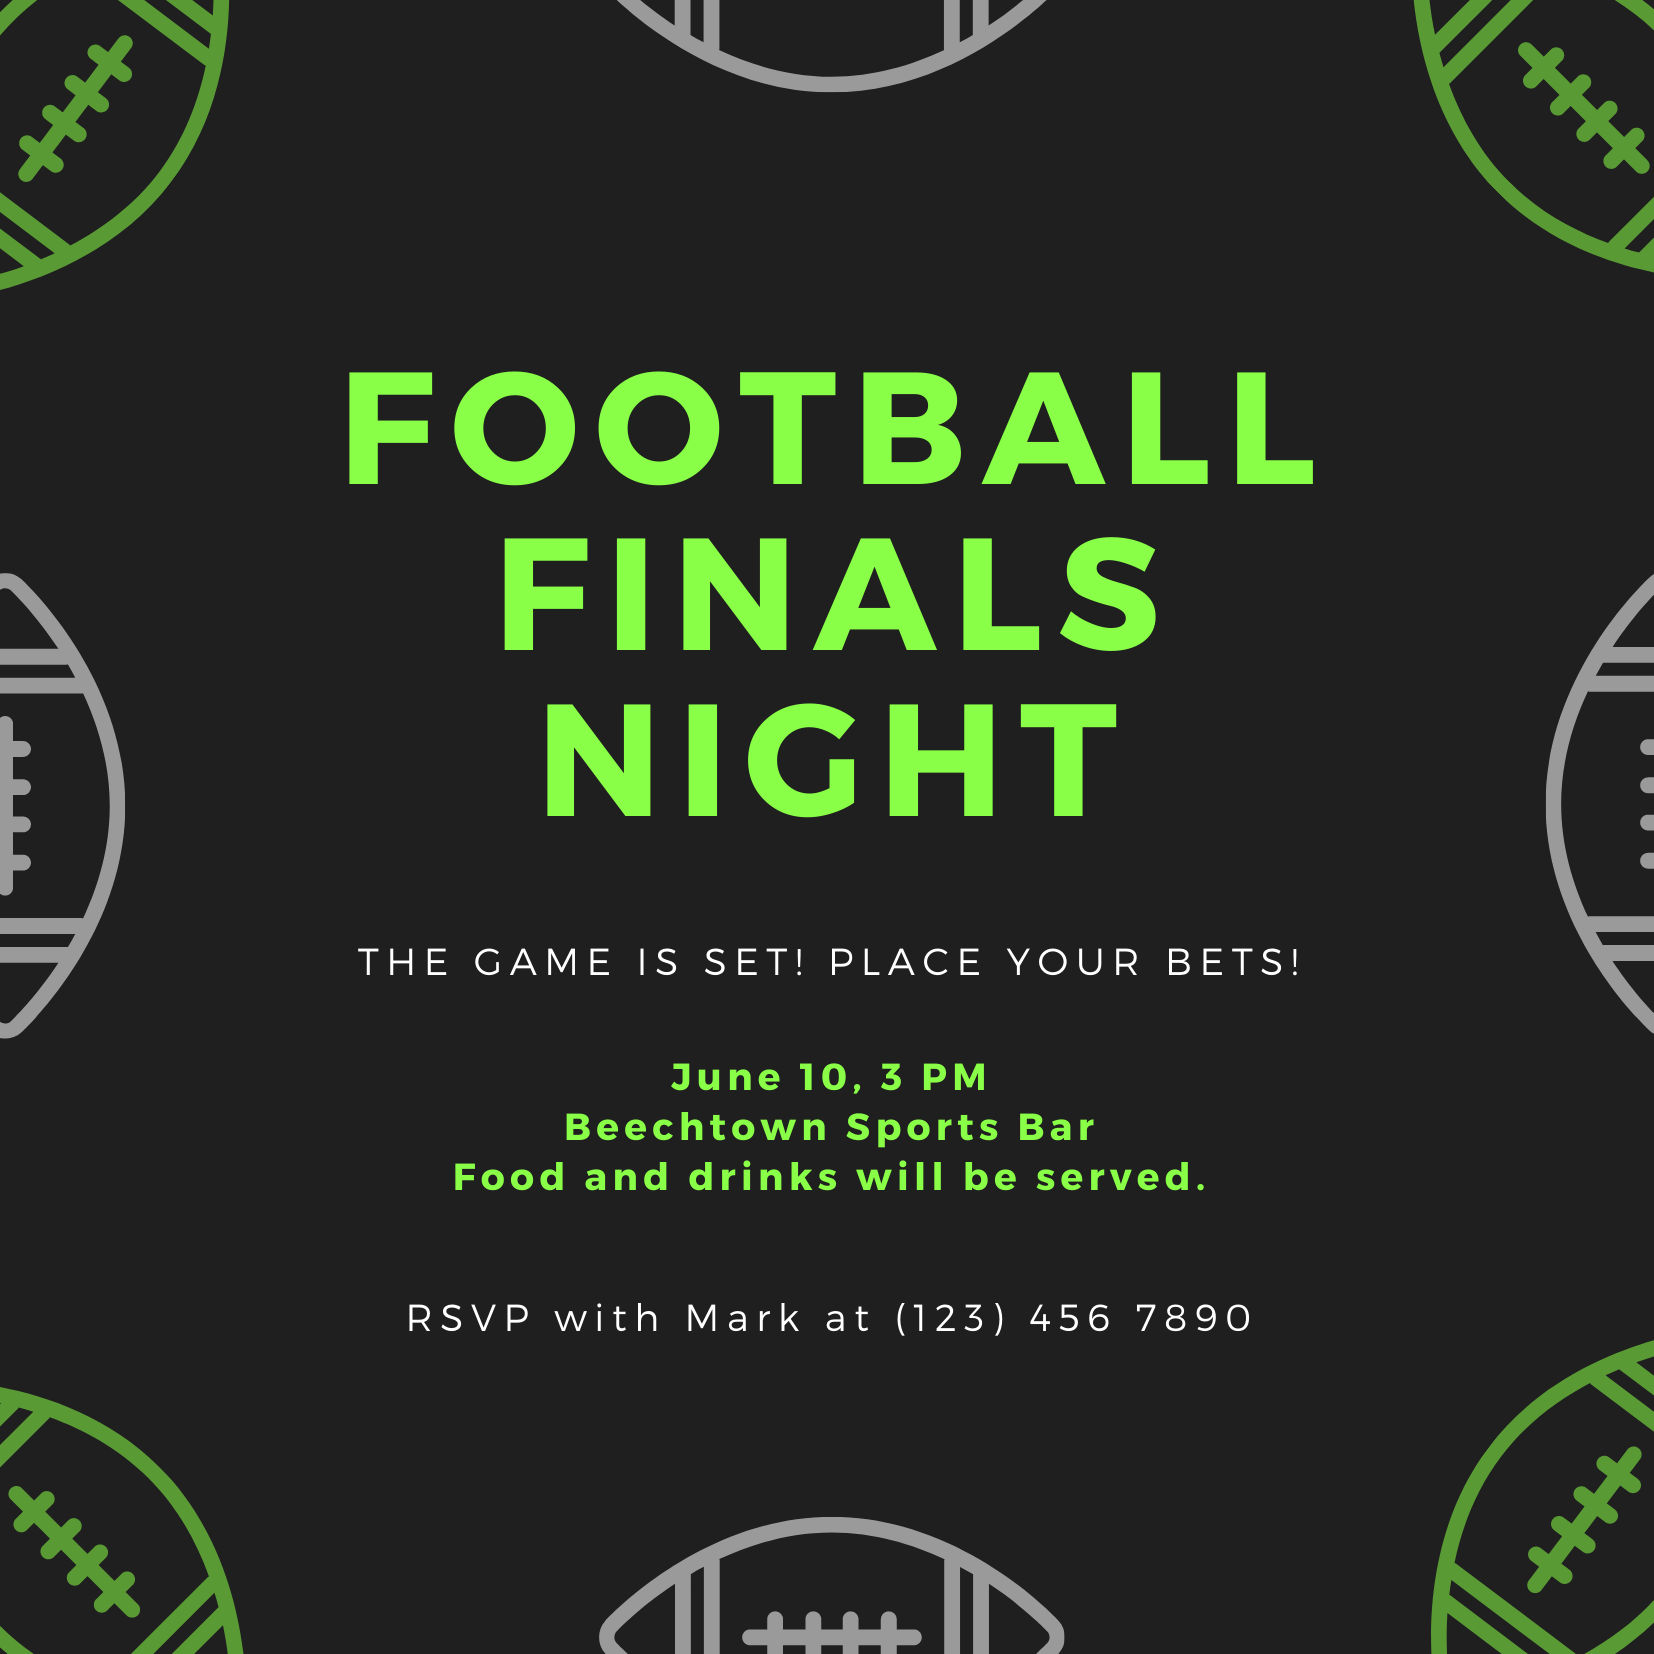 FOOTBALL
FINALS
NIGHT
THE GAME IS SET! PLACE YOUR BETS!
June 10, 3 PM
Beechtown Sports Bar
Food and drinks will be served.
RSVP with Mark at (123) 456 7890